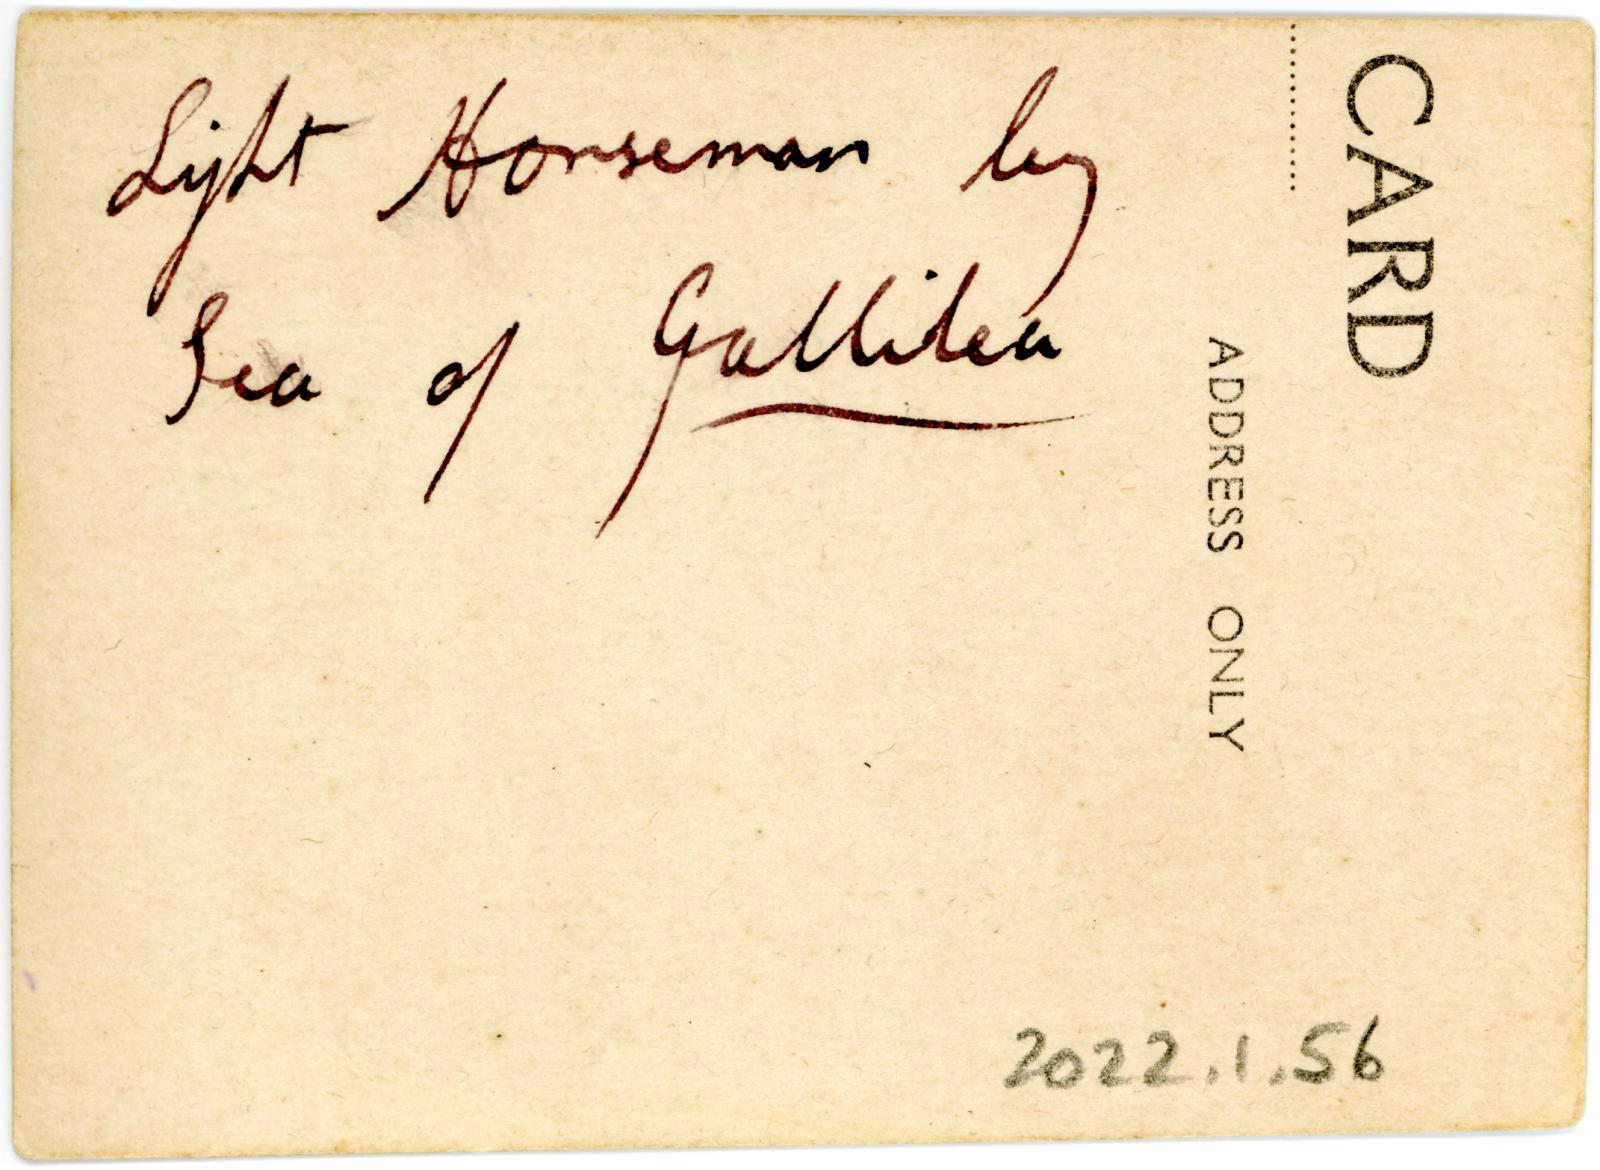 Light Horseman by
Sea of Gallilea
CARD
ADDRESS ONLY
2022.1.56